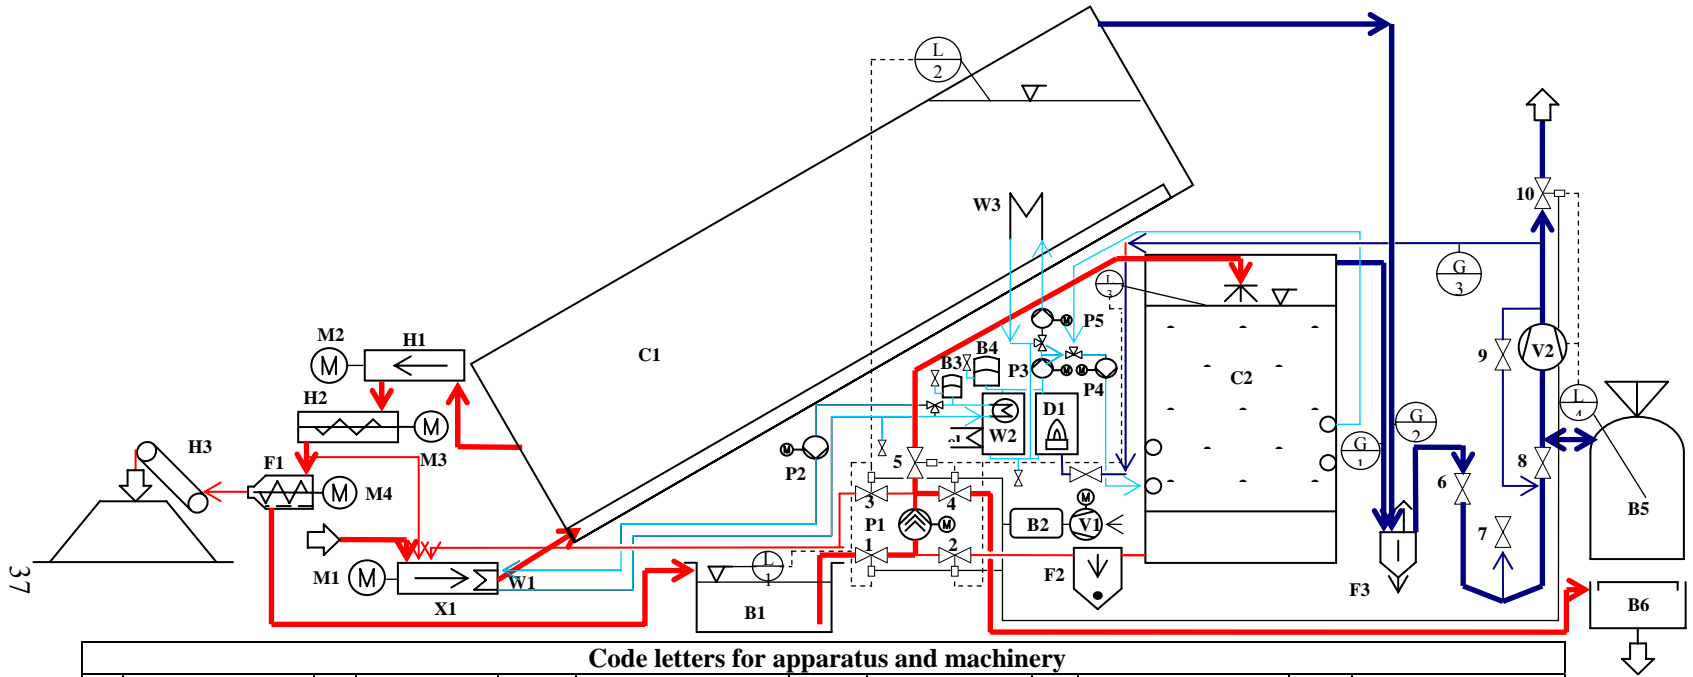 L
2
10
W3
G
3
L
3
M2
H1
C1
P5
V2
9
B3
B4
P3
P4
C2
H2
M
M
D1
L
4
G
2
W2
G
1
H3
M3
F1
P2
5
8
6
M
M4
3
4
B5
P1
M
B2
V1
7
1
2
M1
M
W1
L
1
F2
F3
X1
B1
B6
37
Code letters for apparatus and machinery